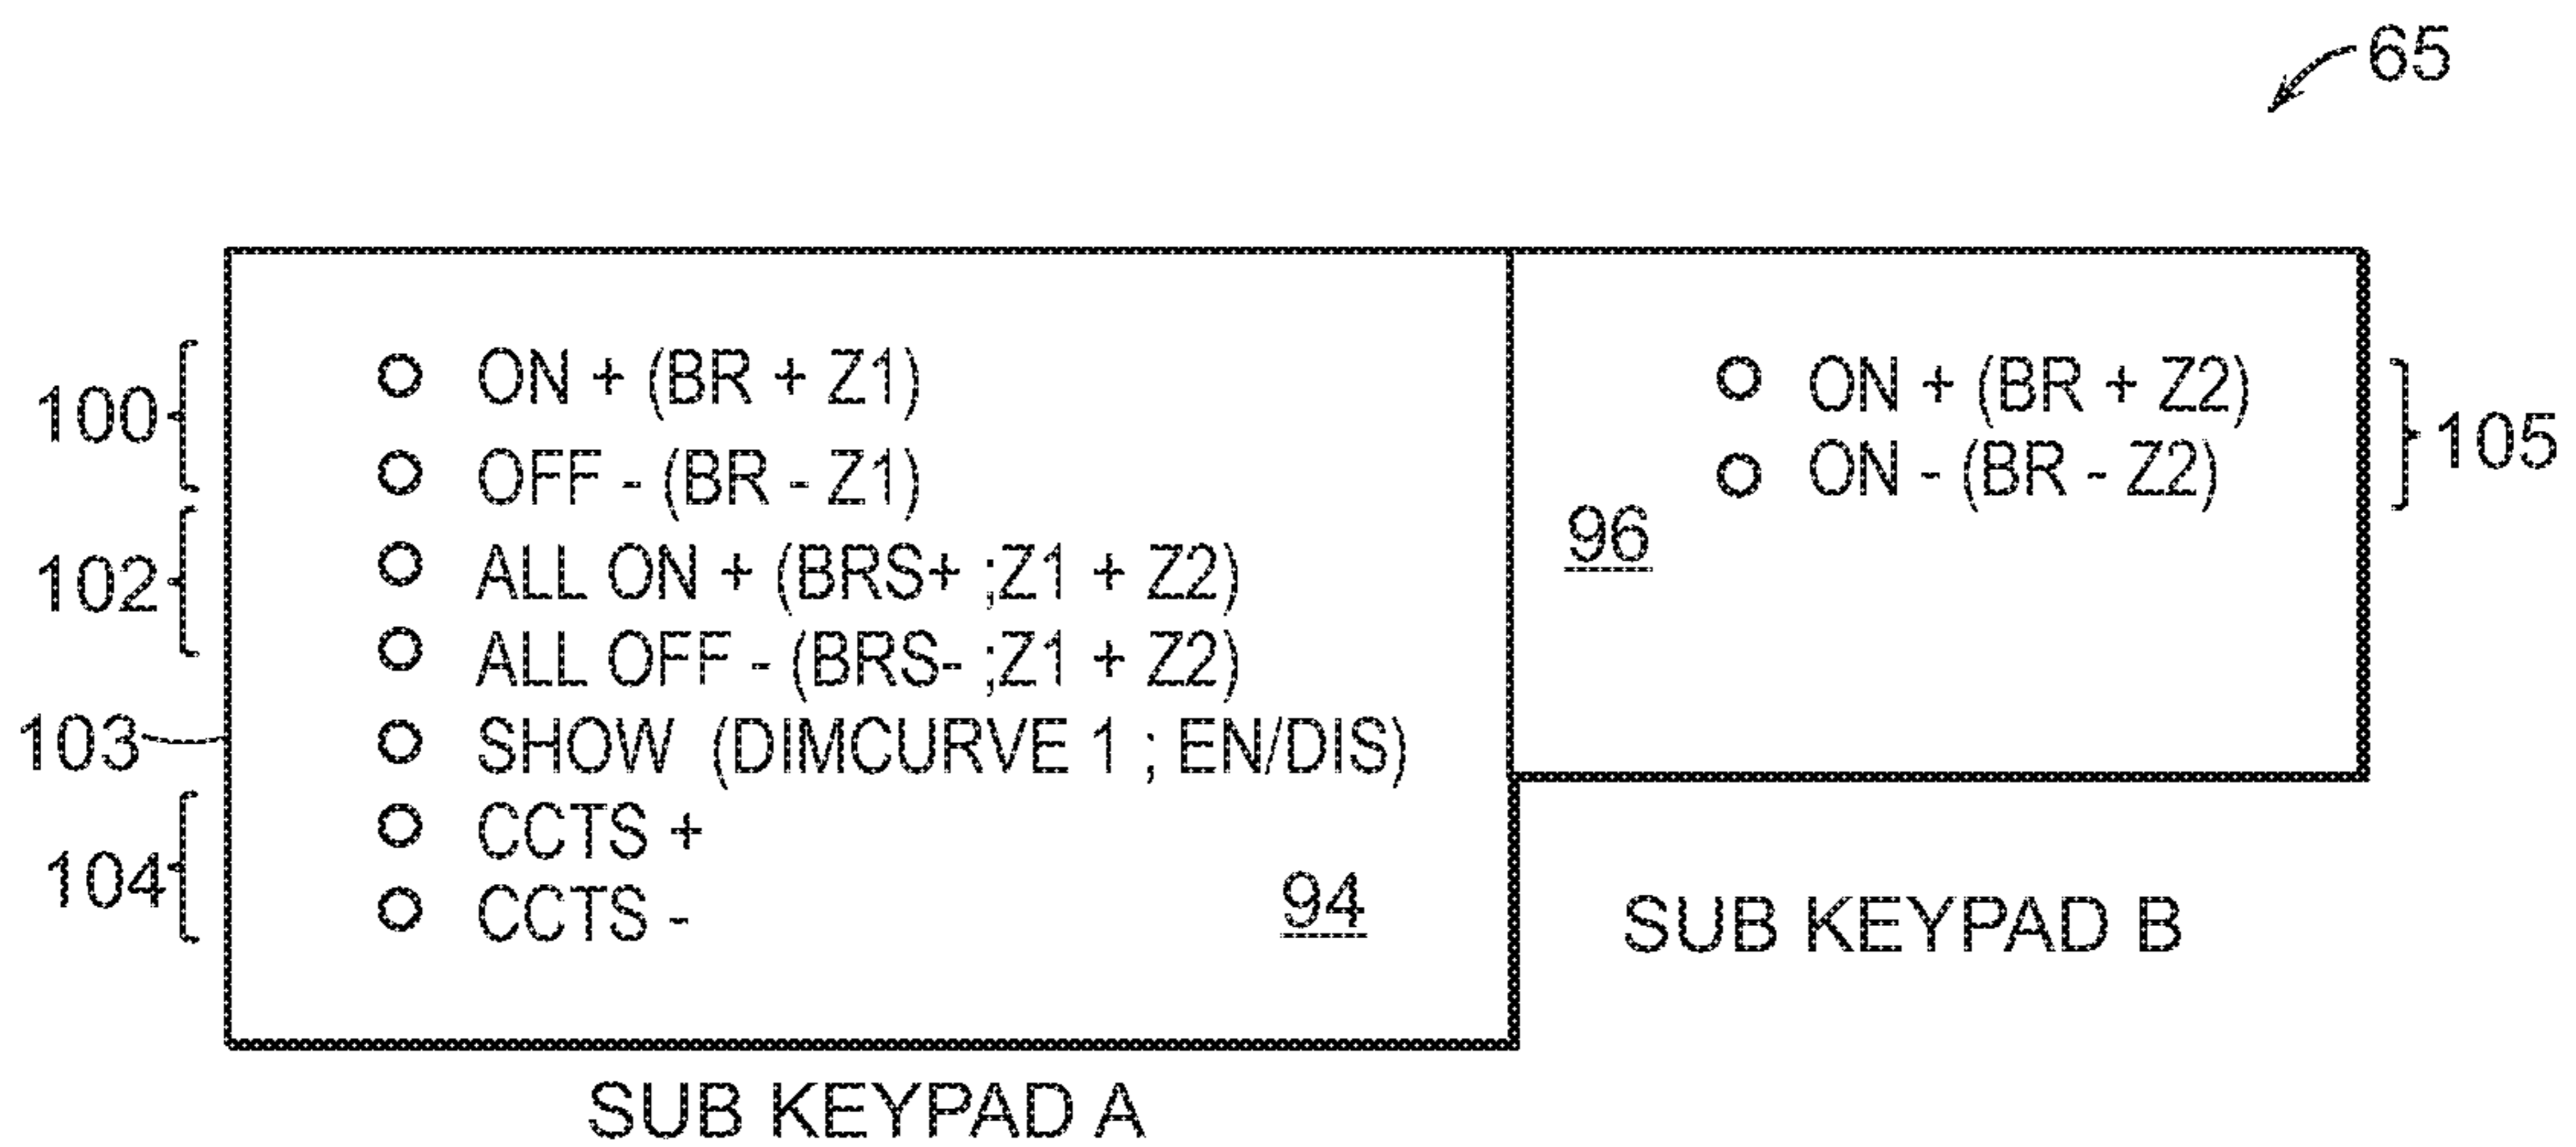 65
100
ON + (BR + Z1)
OFF - (BR - Z1)
102
ALL ON + (BRS+ ;Z1 + Z2)
ALL OFF - (BRS- ;Z1 + Z2)
103
SHOW (DIMCURVE 1 ; EN/DIS)
104
CCTS +
CCTS -
94
SUB KEYPAD A
ON + (BR + Z2)
ON - (BR - Z2)
105
96
SUB KEYPAD B